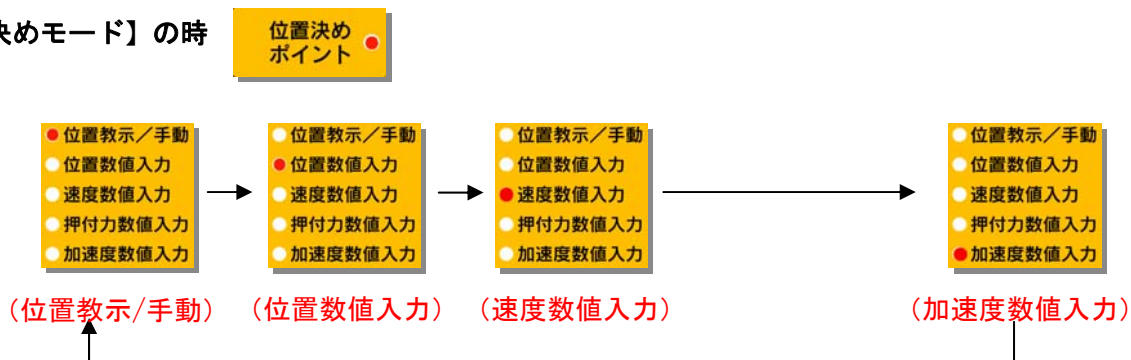 決めモード】の時
位置決め
ポイント
位置教示／手動
位置数値入力
速度数値入力
押付力数値入力
加速度数値入力
（位置教示/手動）
位置教示／手動
位置数値入力
速度数値入力
押付力数値入力
加速度数値入力
（位置数値入力）
位置教示／手動
位置数値入力
速度数値入力
押付力数値入力
加速度数値入力
（速度数値入力）
位置教示／手動
位置数値入力
速度数値入力
押付力数値入力
加速度数値入力
（加速度数値入力）